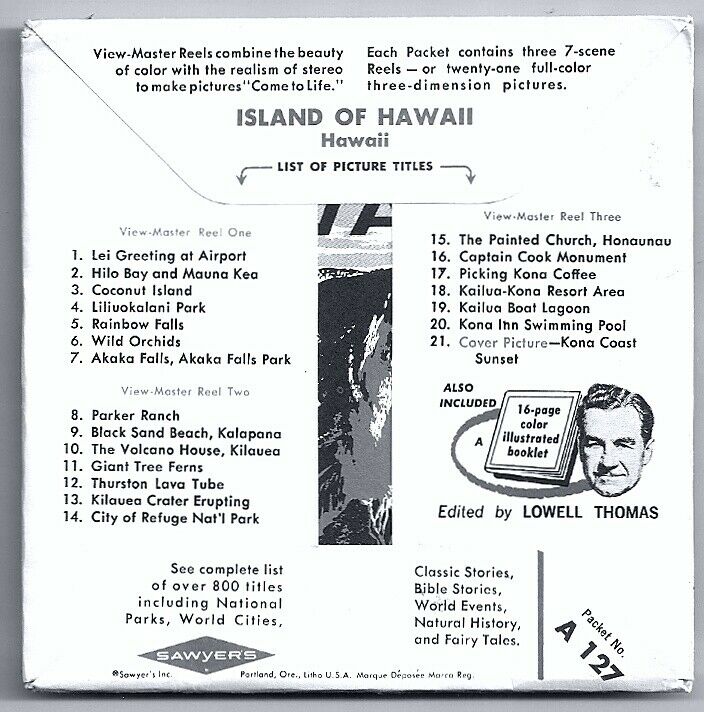 View-Master Reels combine the beauty
of color with the realism of stereo
to make pictures "Come to Life."
Each Packet contains three 7-scene
Reels — or twenty-one full-color
three-dimension pictures.
ISLAND OF HAWAII
Hawaii
LIST OF PICTURE TITLES
View-Master Reel One
1. Lei Greeting at Airport
2. Hilo Bay and Mauna Kea
3. Coconut Island
4. Liliuokalani Park
5. Rainbow Falls
6. Wild Orchids
7. Akaka Falls, Akaka Falls Park
View-Master Reel Two
8. Parker Ranch
9. Black Sand Beach, Kalapana
10. The Volcano House, Kilauea
11. Giant Tree Ferns
12. Thurston Lava Tube
13. Kilauea Crater Erupting
14. City of Refuge Nat'l Park
View-Master Reel Three
15. The Painted Church, Honaunau
16. Captain Cook Monument
17. Picking Kona Coffee
18. Kailua-Kona Resort Area
19. Kailua Boat Lagoon
20. Kona Inn Swimming Pool
21. Cover Picture—Kona Coast
Sunset
ALSO
INCLUDED
A
16-page
color
illustrated
booklet
Edited by LOWELL THOMAS
See complete list
of over 800 titles
including National
Parks, World Cities,
Classic Stories,
Bible Stories,
World Events,
Natural History,
and Fairy Tales.
Packet No.
A 127
SAWYER'S
®Sawyer's Inc. Portland, Ore., Litho U.S.A. Marque Déposée Marca Reg.